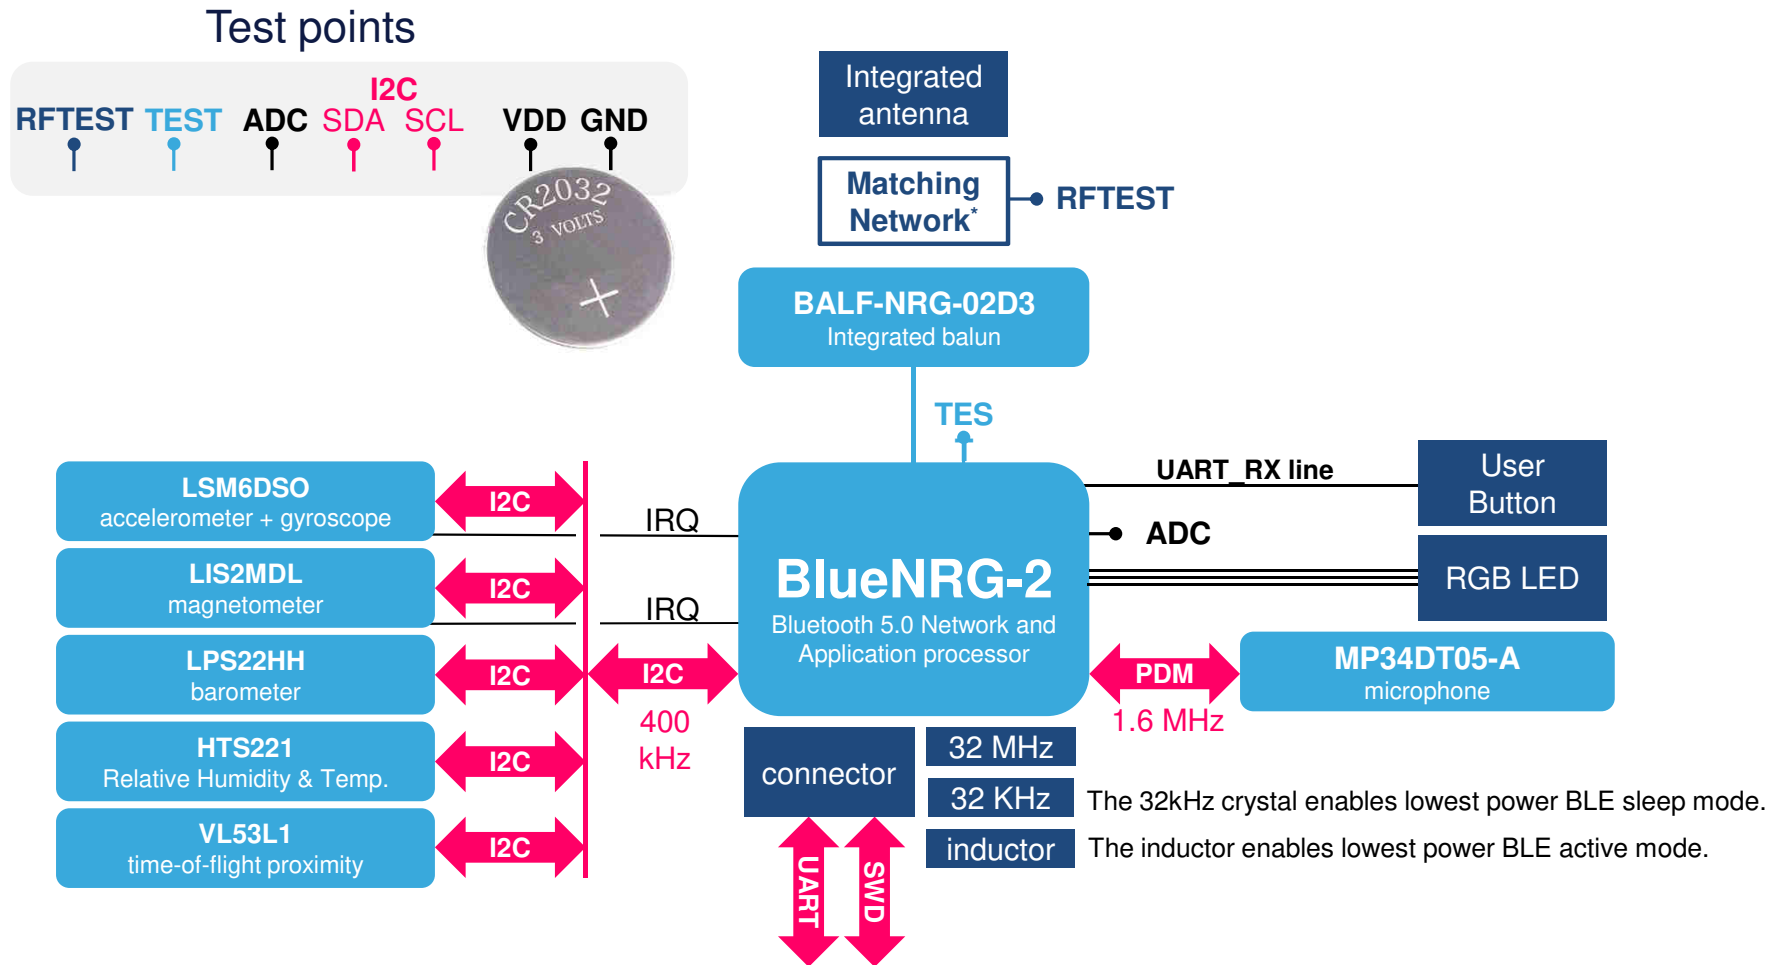 Test points
I2C
RFTEST TEST ADC SDA SCL VDD GND
CR2032
3 VOLTS
Integrated
antenna
Matching
Network*
RFTEST
BALF-NRG-02D3
Integrated balun
TES
LSM6DSO
accelerometer + gyroscope
I2C
IRQ
LIS2MDL
magnetometer
I2C
IRQ
LPS22HH
barometer
I2C
I2C
400
kHz
HTS221
Relative Humidity & Temp.
I2C
VL53L1
time-of-flight proximity
I2C
BlueNRG-2
Bluetooth 5.0 Network and
Application processor
UART_RX line
User
Button
ADC
RGB LED
PDM
1.6 MHz
MP34DT05-A
microphone
connector
32 MHz
32 KHz
The 32kHz crystal enables lowest power BLE sleep mode.
inductor
The inductor enables lowest power BLE active mode.
UART
SWD